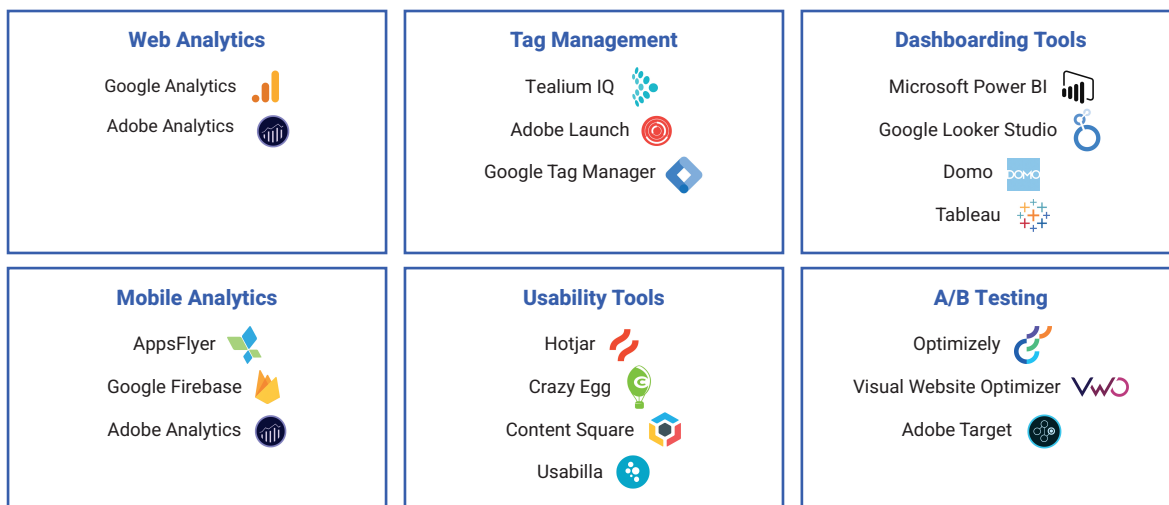 Web Analytics
Google Analytics
Adobe Analytics
Tag Management
Tealium IQ
Adobe Launch
Google Tag Manager
Dashboarding Tools
Microsoft Power BI
Google Looker Studio
Domo
DOMO
Tableau
Mobile Analytics
AppsFlyer
Google Firebase
Adobe Analytics
Usability Tools
Hotjar
Crazy Egg
Content Square
Usabilla
A/B Testing
Optimizely
Visual Website Optimizer
VWO
Adobe Target